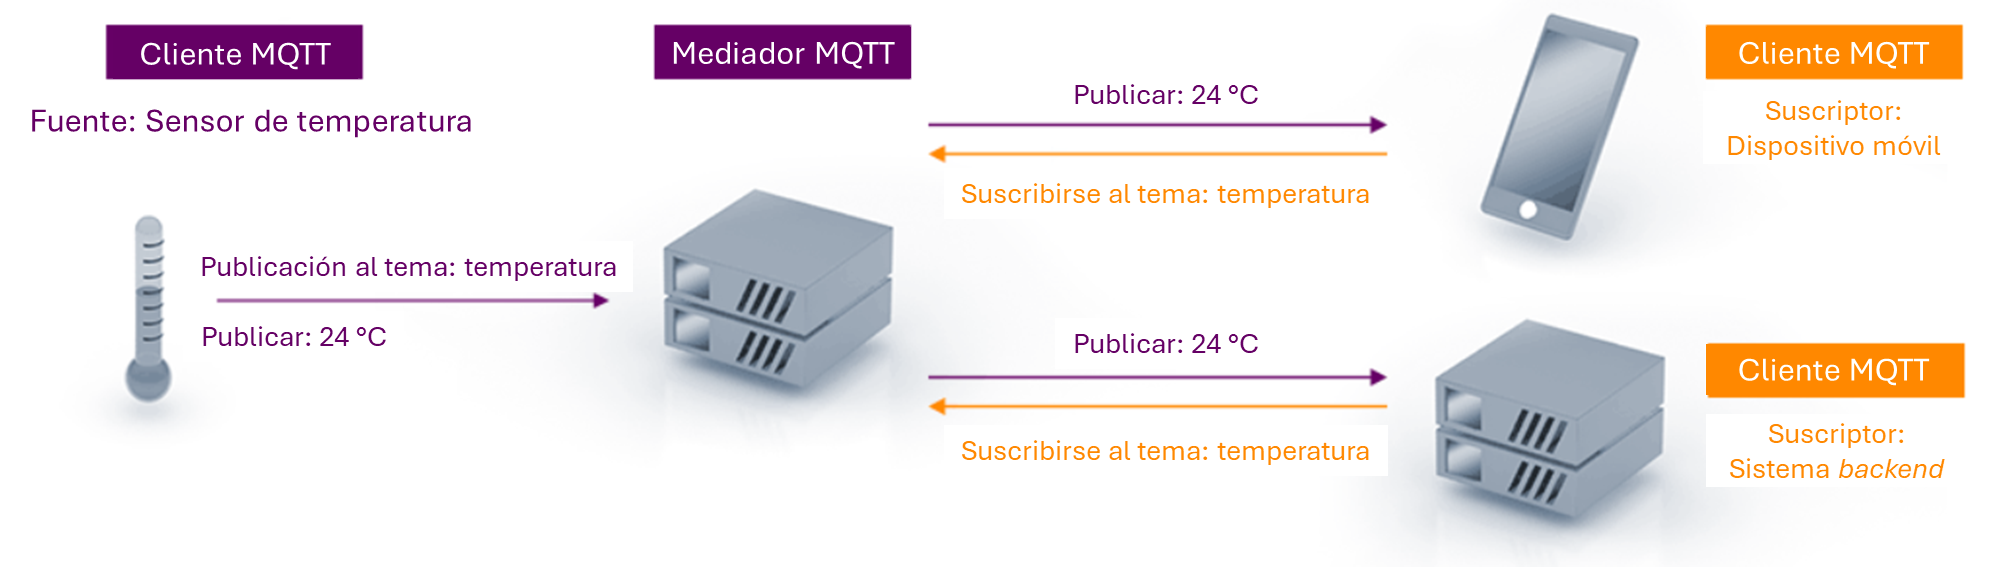 Cliente MQTT
Fuente: Sensor de temperatura
Publicación al tema: temperatura
Publicar: 24 °C
Mediador MQTT
Publicar: 24 °C
Suscribirse al tema: temperatura
Cliente MQTT
Suscriptor:
Dispositivo móvil
Publicar: 24 °C
Suscribirse al tema: temperatura
Cliente MQTT
Suscriptor:
Sistema backend